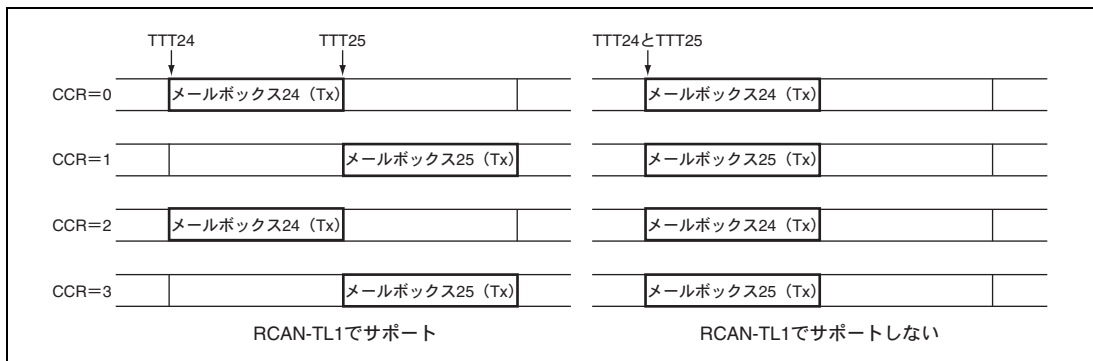 TTT24 TTT25 TTT24とTTT25
CCR＝0 メールボックス24（Tx） メールボックス24（Tx）
CCR＝1 メールボックス25（Tx） メールボックス25（Tx）
CCR＝2 メールボックス24（Tx） メールボックス24（Tx）
CCR＝3 メールボックス25（Tx） メールボックス25（Tx）
RCAN-TL1でサポート RCAN-TL1でサポートしない